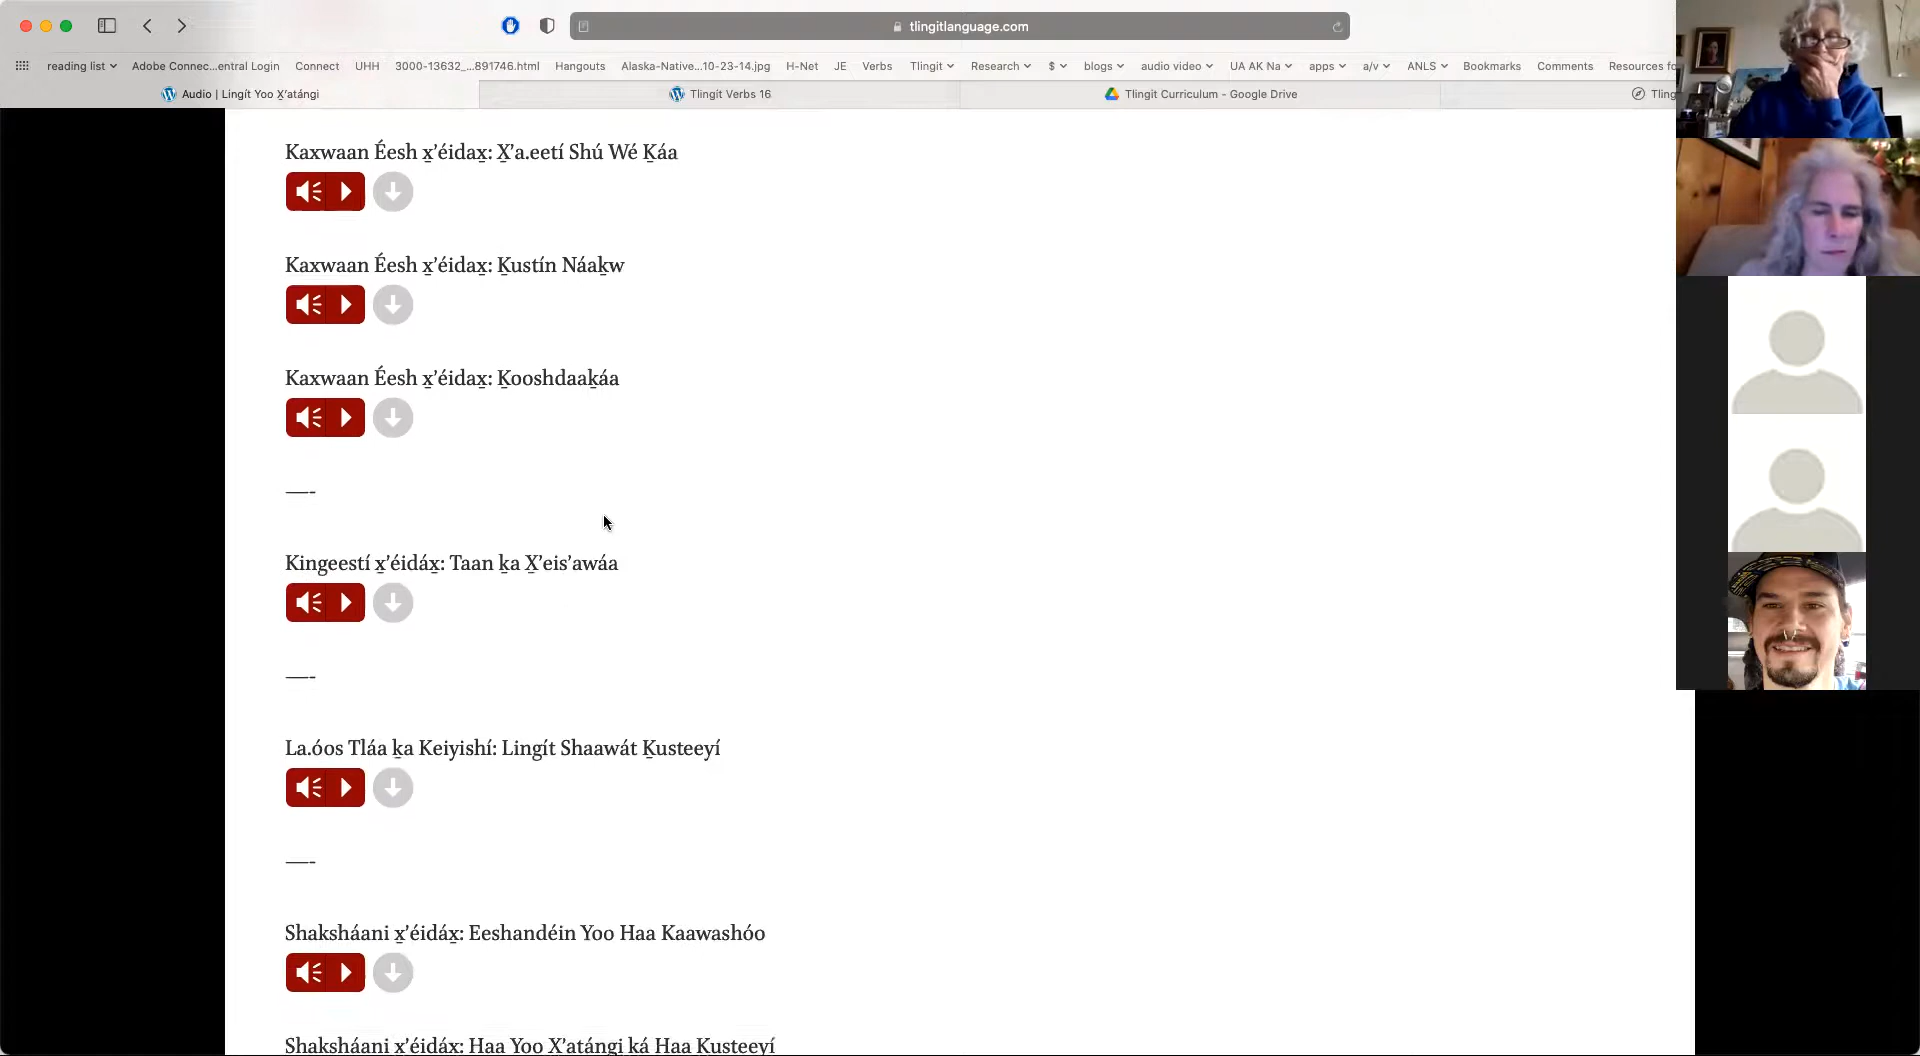 tlingitlanguage.com
reading list
Adobe Connec...entral Login
Connect
UHH
3000-13632_...891746.html
Hangouts
Alaska-Native...10-23-14.jpg
H-Net
JE
Verbs
Tlingit
Research
$
blogs
audio video
UA AK Na
apps
a/v
ANLS
Bookmarks
Comments
Resources fo
Audio | Lingít Yoo X̱ʼatángi
Tlingit Verbs 16
Tlingit Curriculum - Google Drive
Tling
Kaxwaan Éesh x̱ʼéidax̱: X̱ʼa.eetí Shú Wé Ḵáa
Kaxwaan Éesh x̱ʼéidax̱: Ḵustín Náaḵw
Kaxwaan Éesh x̱ʼéidax̱: Ḵooshdaaḵáa
—-
Kingeestí x̱ʼéidáx̱: Taan ḵa X̱ʼeisʼawáa
—-
La.óos Tláa ḵa Keiyishí: Lingít Shaawát Ḵusteeyí
—-
Shaksháani x̱ʼéidáx̱: Eeshandéin Yoo Haa Kaawashóo
Shaksháani x̱ʼéidáx̱: Haa Yoo X̱ʼatángi ká Haa Ḵusteeyí